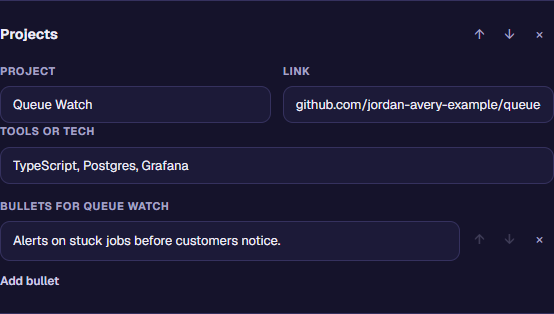 Projects ↑ ↓ ×
PROJECT LINK
Queue Watch github.com/jordan-avery-example/queue
TOOLS OR TECH
TypeScript, Postgres, Grafana
BULLETS FOR QUEUE WATCH
Alerts on stuck jobs before customers notice. ↑ ↓ ×
Add bullet